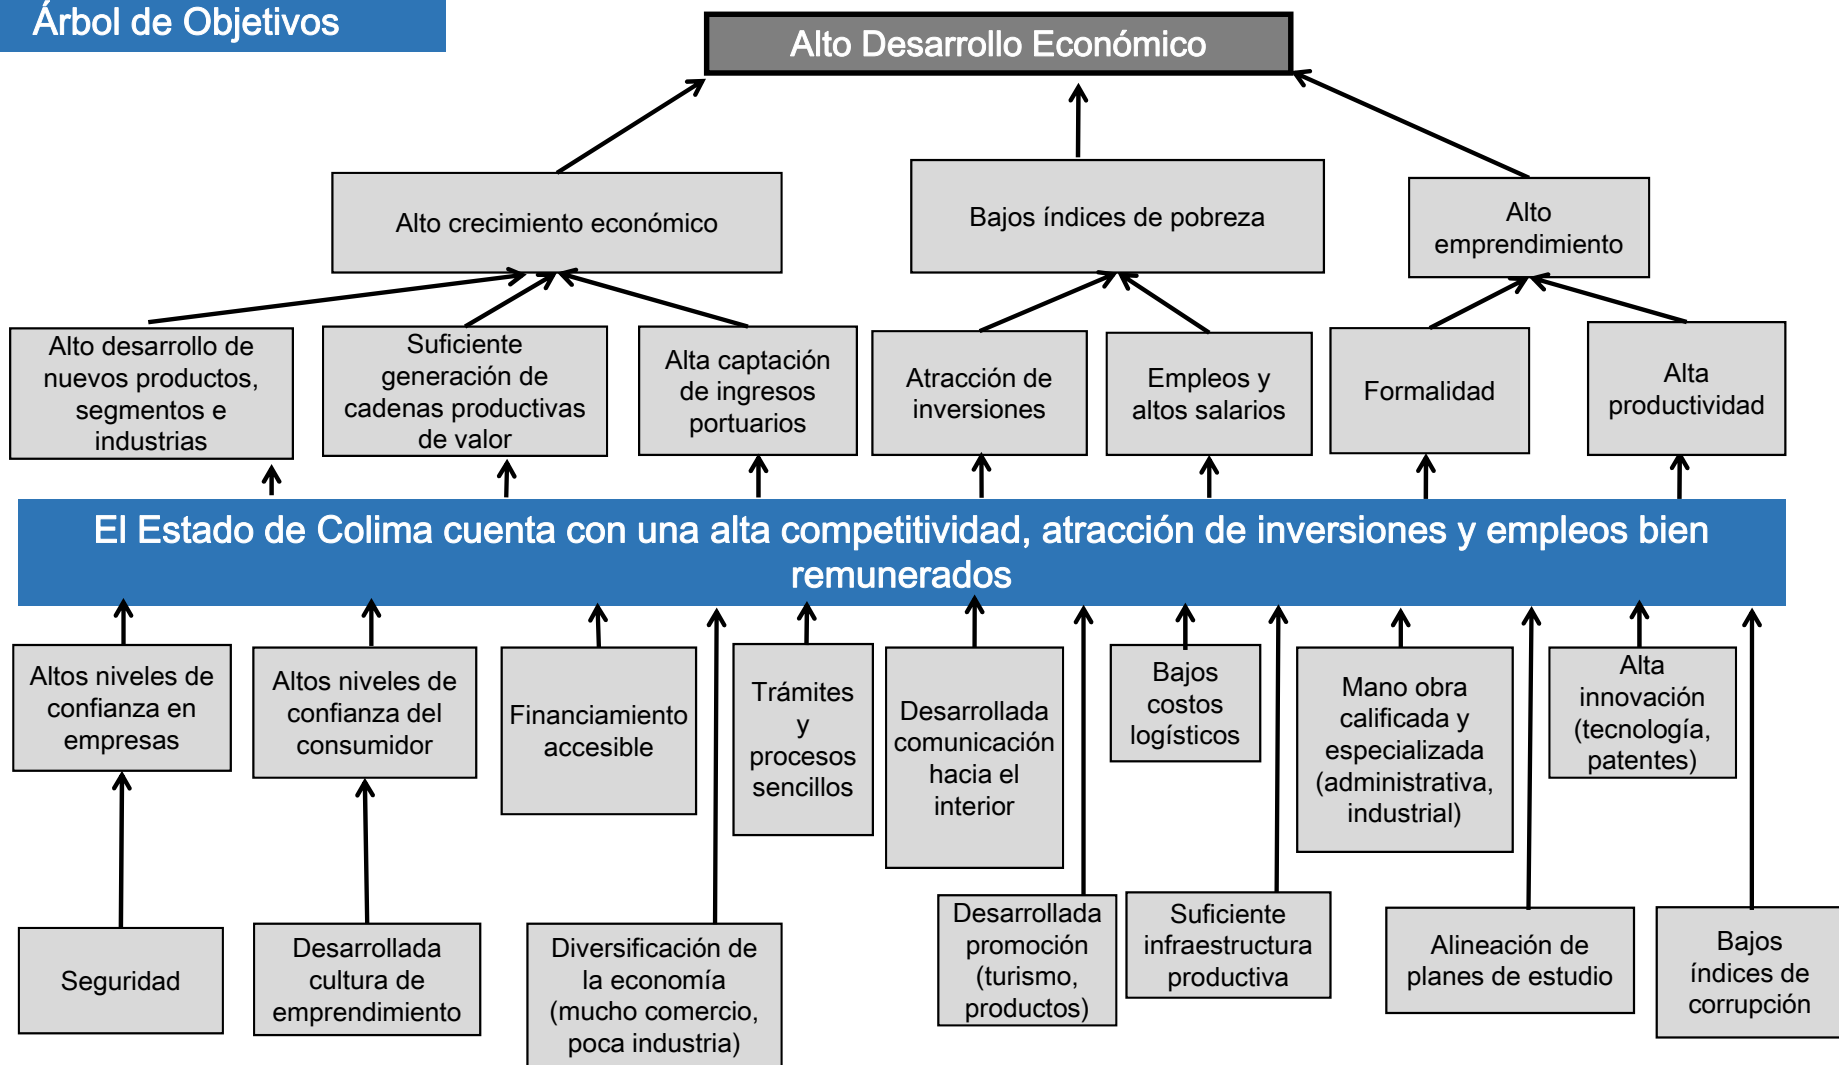 Árbol de Objetivos
Alto Desarrollo Económico
Alto crecimiento económico
Bajos índices de pobreza
Alto
emprendimiento
Alto desarrollo de
nuevos productos,
segmentos e
industrias
Suficiente
generación de
cadenas productivas
de valor
Alta captación
de ingresos
portuarios
Atracción de
inversiones
Empleos y
altos salarios
Formalidad
Alta
productividad
El Estado de Colima cuenta con una alta competitividad, atracción de inversiones y empleos bien
remunerados
Altos niveles de
confianza en
empresas
Altos niveles de
confianza del
consumidor
Financiamiento
accesible
Trámites
y
procesos
sencillos
Desarrollada
comunicación
hacia el
interior
Bajos
costos
logísticos
Mano obra
calificada y
especializada
(administrativa,
industrial)
Alta
innovación
(tecnología,
patentes)
Seguridad
Desarrollada
cultura de
emprendimiento
Diversificación de
la economía
(mucho comercio,
poca industria)
Desarrollada
promoción
(turismo,
productos)
Suficiente
infraestructura
productiva
Alineación de
planes de estudio
Bajos
índices de
corrupción